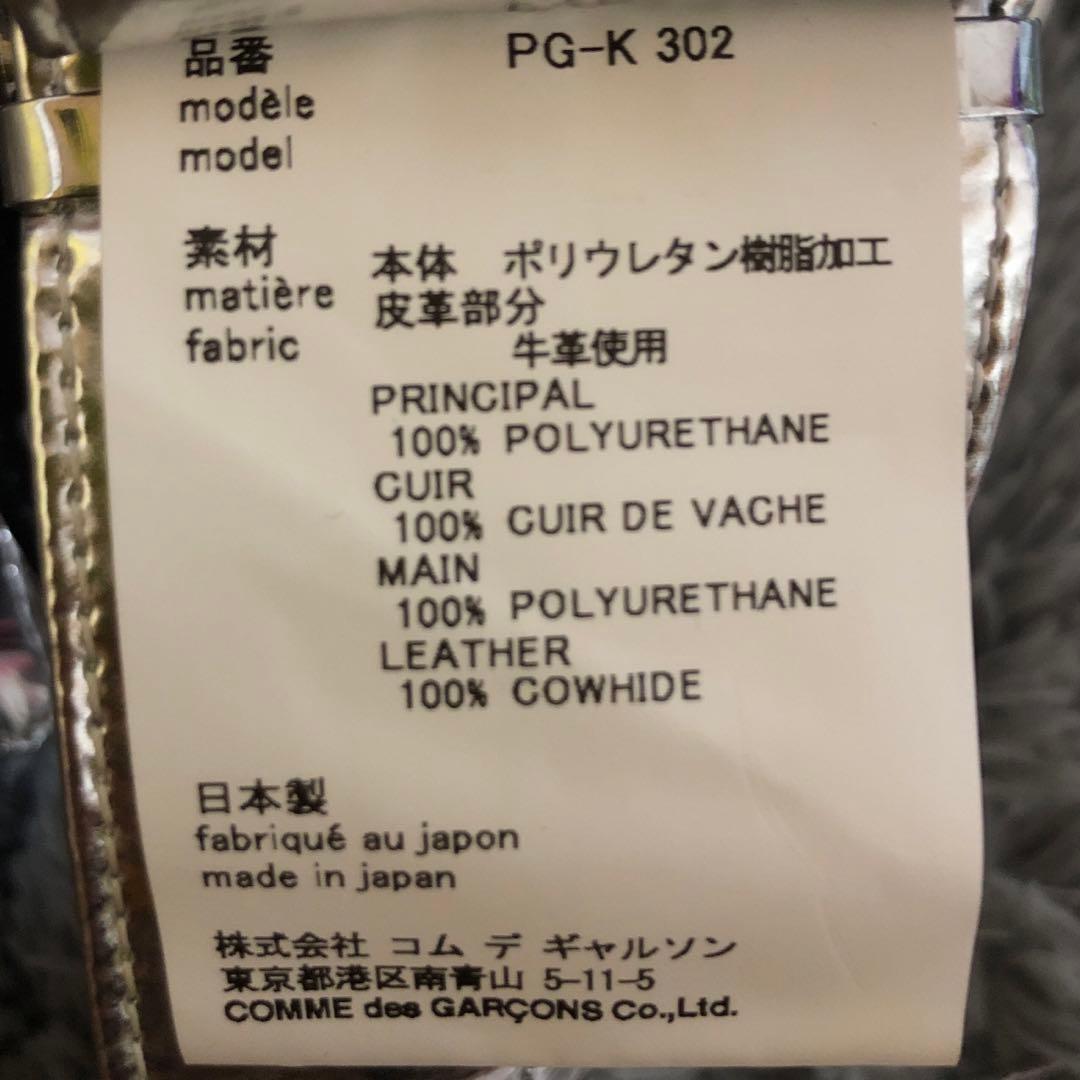 品番 PG-K 302
modèle
model
素材 本体 ポリウレタン樹脂加工
matière 皮革部分
fabric 牛革使用
PRINCIPAL
100% POLYURETHANE
CUIR
100% CUIR DE VACHE
MAIN
100% POLYURETHANE
LEATHER
100% COWHIDE
日本製
fabriqué au japon
made in japan
株式会社 コム デ ギャルソン
東京都港区南青山 5-11-5
COMME des GARÇONS Co.,Ltd.